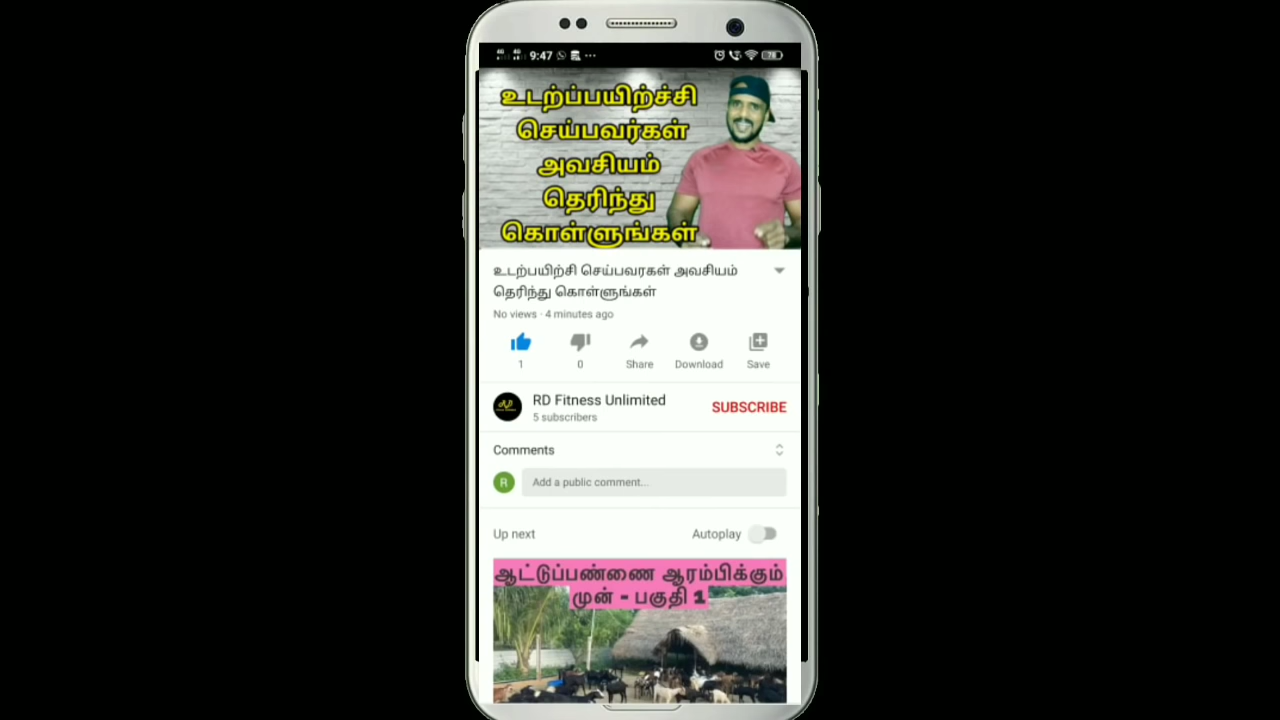 9:47
உடற்ப்பயிற்ச்சி
செய்பவர்கள்
அவசியம்
தெரிந்து
கொள்ளுங்கள்
உடற்பயிற்சி செய்பவரகள் அவசியம்
தெரிந்து கொள்ளுங்கள்
No views · 4 minutes ago
1 0 Share Download Save
RD Fitness Unlimited
5 subscribers
SUBSCRIBE
Comments
R
Add a public comment...
Up next Autoplay
ஆட்டுப்பண்ணை ஆரம்பிக்கும்
முன் - பகுதி 1